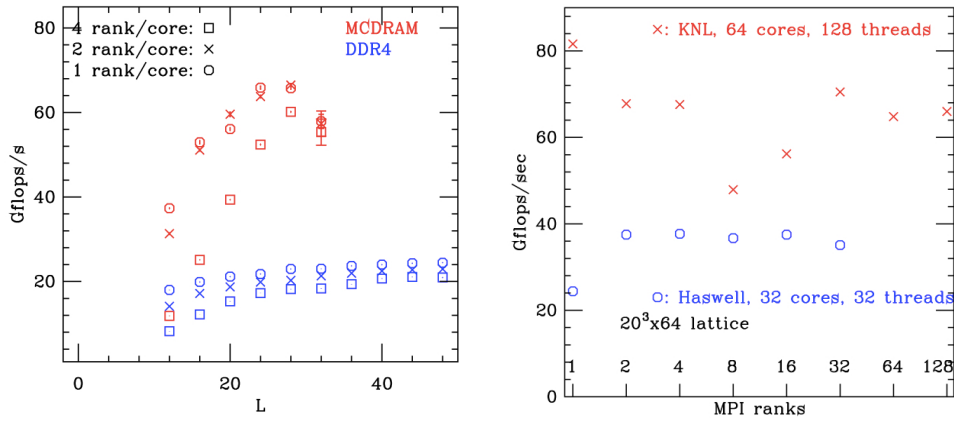 80
60
40
20
0
Gflops/s
4 rank/core:
2 rank/core:
1 rank/core:
MCDRAM
DDR4
0 20 40
L
80
60
40
20
0
Gflops/sec
: KNL, 64 cores, 128 threads
: Haswell, 32 cores, 32 threads
20³x64 lattice
1 2 4 8 16 32 64 128
MPI ranks